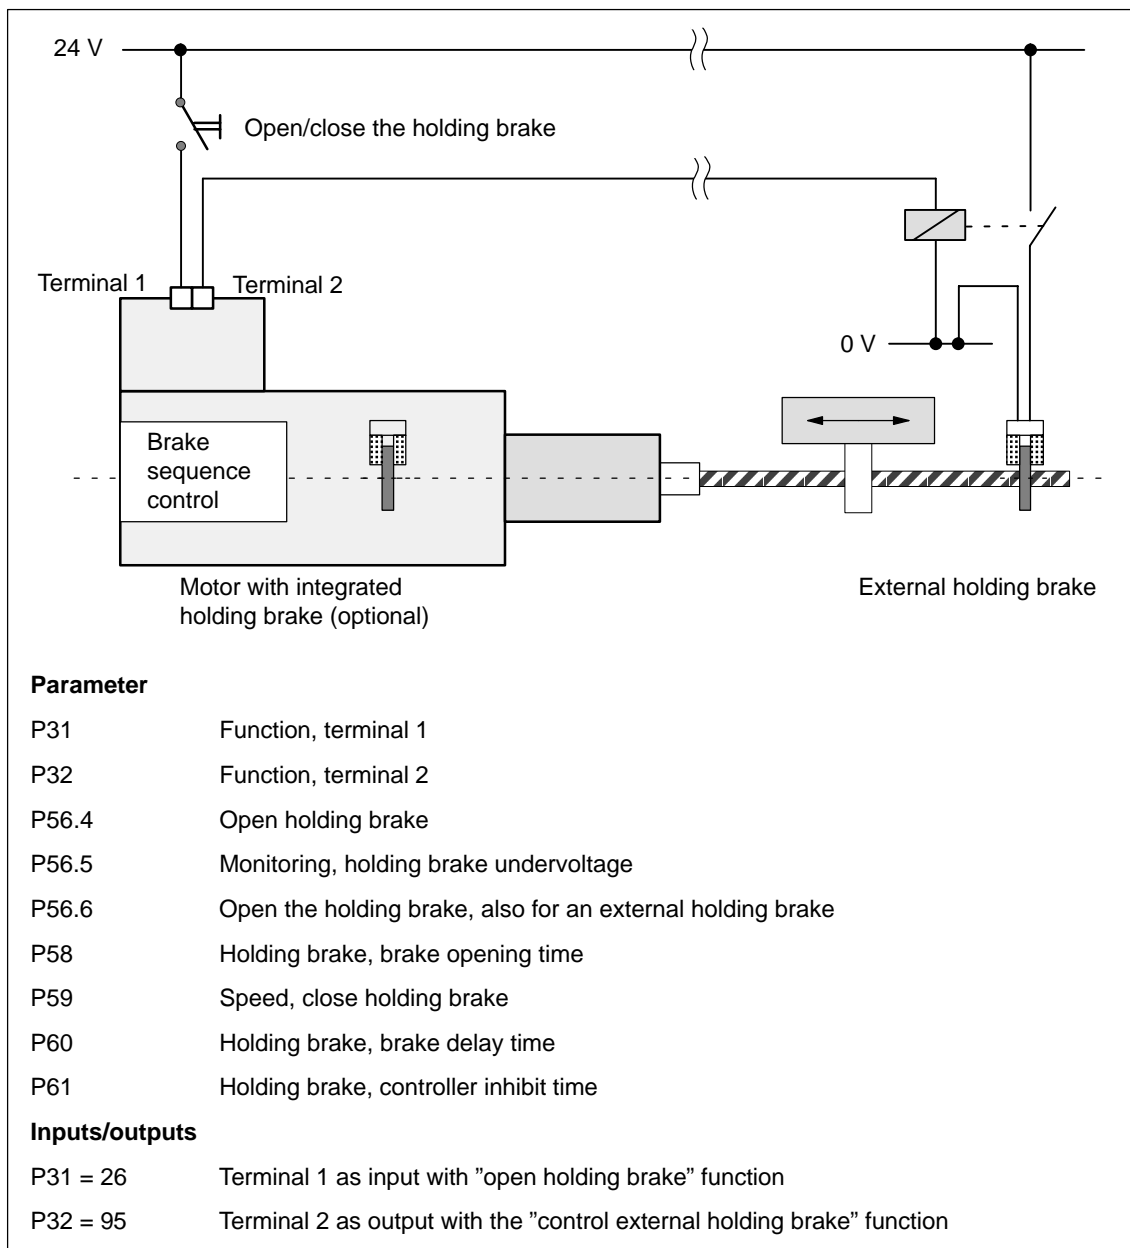 24 V
Open/close the holding brake
Terminal 1
Terminal 2
0 V
Brake
sequence
control
Motor with integrated
holding brake (optional)
External holding brake
Parameter
P31 Function, terminal 1
P32 Function, terminal 2
P56.4 Open holding brake
P56.5 Monitoring, holding brake undervoltage
P56.6 Open the holding brake, also for an external holding brake
P58 Holding brake, brake opening time
P59 Speed, close holding brake
P60 Holding brake, brake delay time
P61 Holding brake, controller inhibit time
Inputs/outputs
P31 = 26 Terminal 1 as input with ”open holding brake” function
P32 = 95 Terminal 2 as output with the ”control external holding brake” function